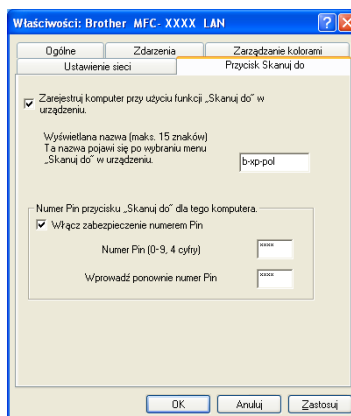 Właściwości: Brother MFC- XXXX LAN
Ogólne Zdarzenia Zarządzanie kolorami
Ustawienie sieci Przycisk Skanuj do
Zarejestruj komputer przy użyciu funkcji „Skanuj do” w
urządzeniu.
Wyświetlana nazwa (maks. 15 znaków)
Ta nazwa pojawi się po wybraniu menu
„Skanuj do” w urządzeniu.
b-xp-pol
Numer Pin przycisku „Skanuj do” dla tego komputera.
Włącz zabezpieczenie numerem Pin
Numer Pin (0-9, 4 cyfry) xxxx
Wprowadź ponownie numer Pin xxxx
OK Anuluj Zastosuj